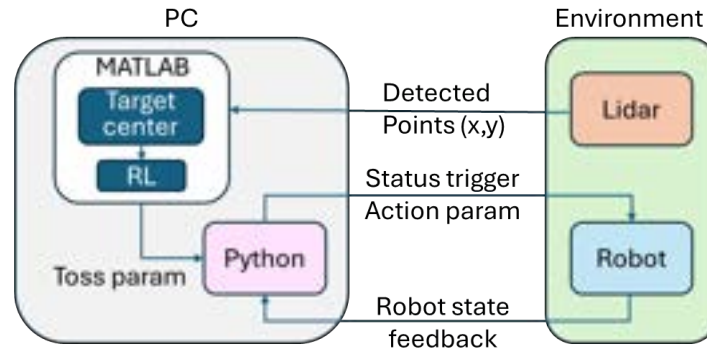 PC
Environment
MATLAB
Target
center
RL
Detected
Points (x,y)
Lidar
Status trigger
Action param
Toss param
Python
Robot
Robot state
feedback